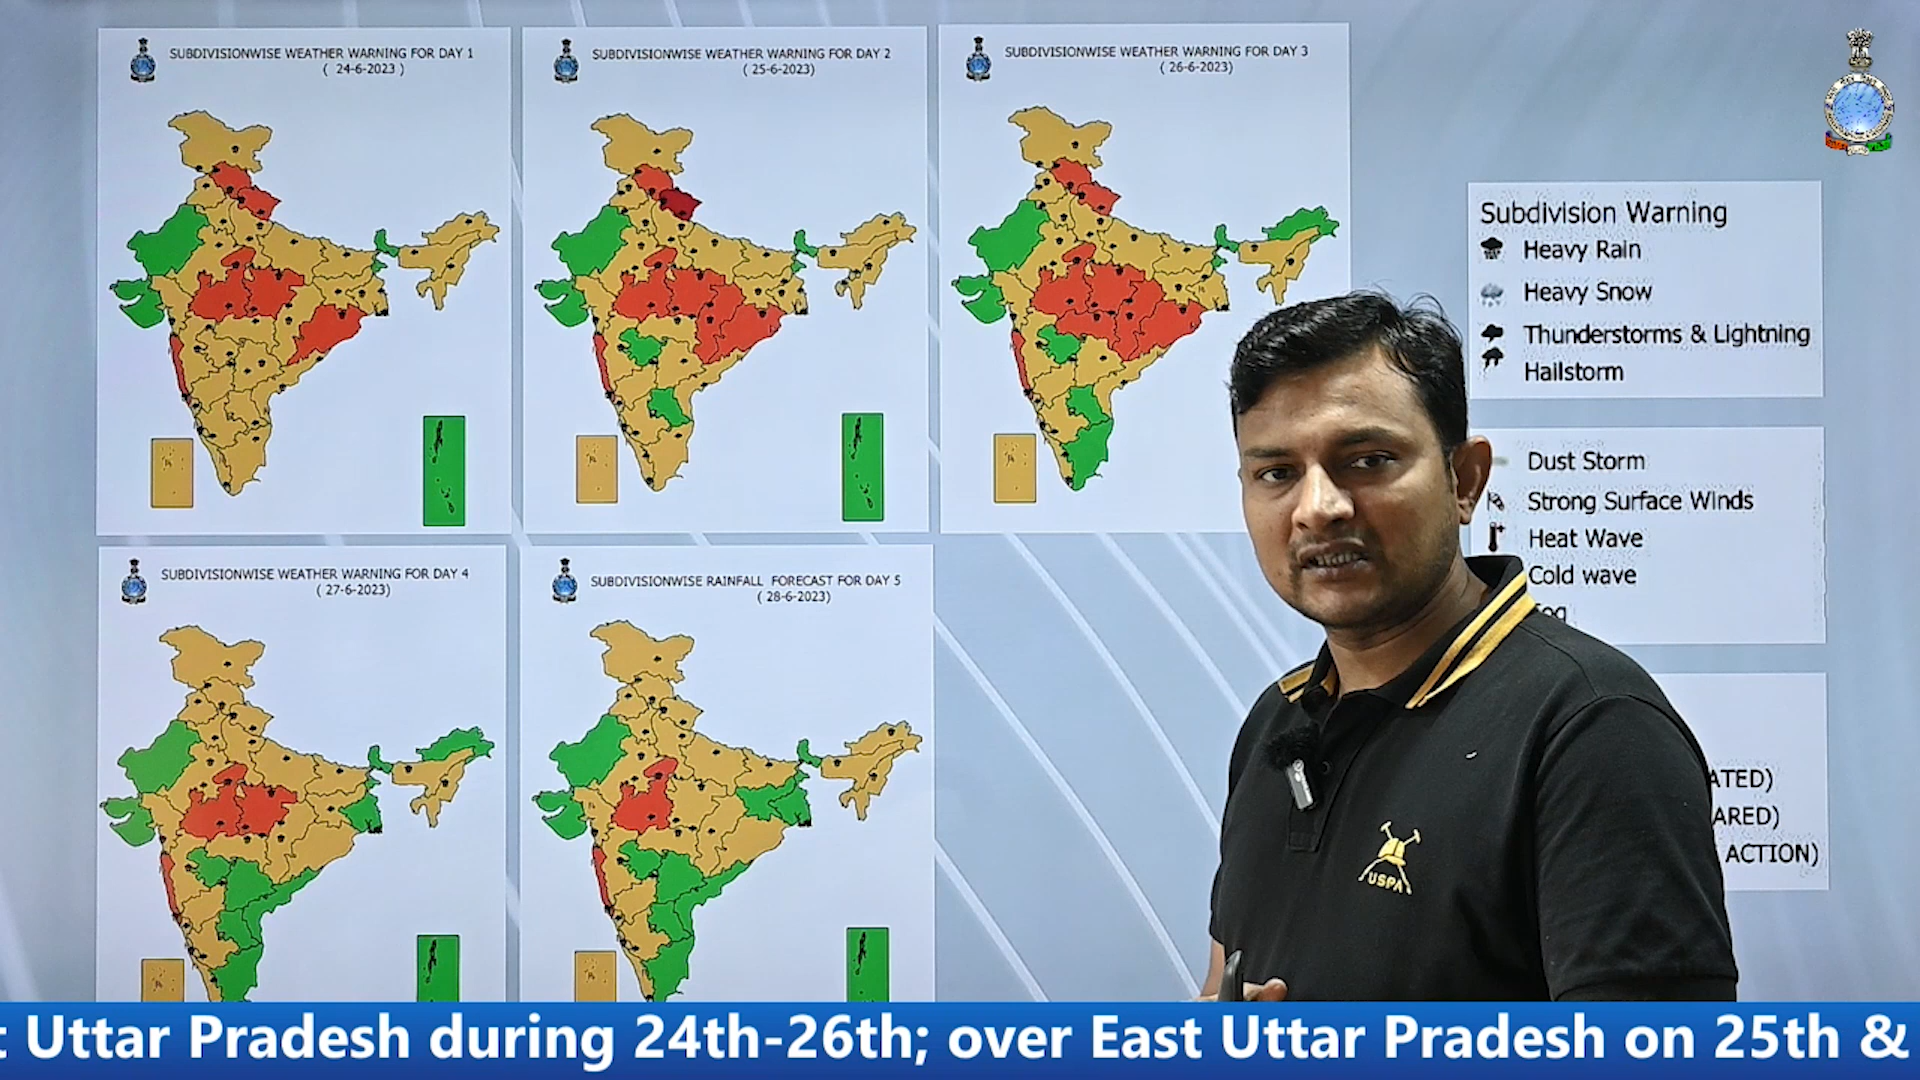 SUBDIVISIONWISE WEATHER WARNING FOR DAY 1
( 24-6-2023 )
SUBDIVISIONWISE WEATHER WARNING FOR DAY 2
( 25-6-2023)
SUBDIVISIONWISE WEATHER WARNING FOR DAY 3
( 26-6-2023)
Subdivision Warning
Heavy Rain
Heavy Snow
Thunderstorms & Lightning
Hailstorm
Dust Storm
Strong Surface Winds
Heat Wave
Cold wave
SUBDIVISIONWISE WEATHER WARNING FOR DAY 4
( 27-6-2023)
SUBDIVISIONWISE RAINFALL FORECAST FOR DAY 5
( 28-6-2023)
ATED)
ARED)
ACTION)
USPA
Uttar Pradesh during 24th-26th; over East Uttar Pradesh on 25th &